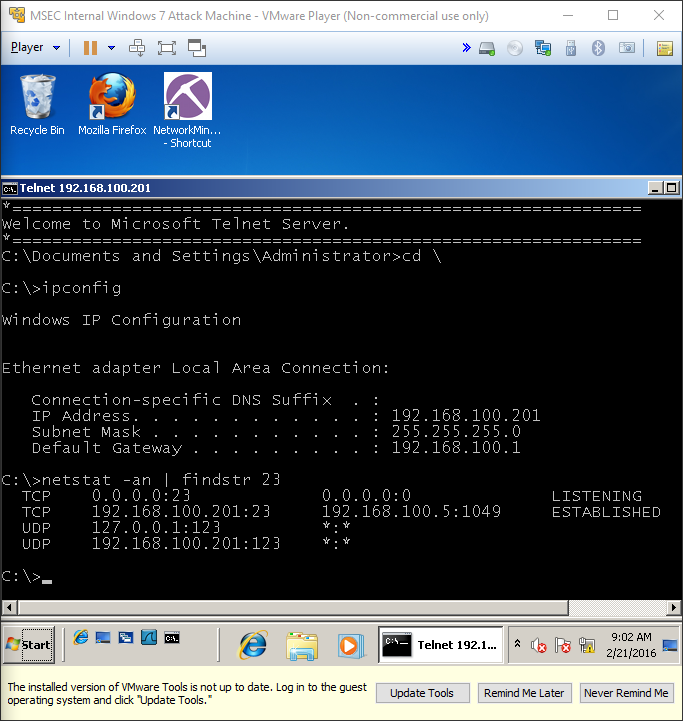 MSEC Internal Windows 7 Attack Machine - VMware Player (Non-commercial use only)
Player
Recycle Bin
Mozilla Firefox
NetworkMin...
- Shortcut
Telnet 192.168.100.201
*===============================================================
Welcome to Microsoft Telnet Server.
*===============================================================
C:\Documents and Settings\Administrator>cd \
C:\>ipconfig
Windows IP Configuration
Ethernet adapter Local Area Connection:
Connection-specific DNS Suffix  . :
IP Address. . . . . . . . . . . . : 192.168.100.201
Subnet Mask . . . . . . . . . . . : 255.255.255.0
Default Gateway . . . . . . . . . : 192.168.100.1
C:\>netstat -an | findstr 23
TCP    0.0.0.0:23             0.0.0.0:0              LISTENING
TCP    192.168.100.201:23     192.168.100.5:1049     ESTABLISHED
UDP    127.0.0.1:123          *:*
UDP    192.168.100.201:123    *:*
C:\>_
Start
Telnet 192.1...
9:02 AM
2/21/2016
The installed version of VMware Tools is not up to date. Log in to the guest
operating system and click "Update Tools."
Update Tools
Remind Me Later
Never Remind Me